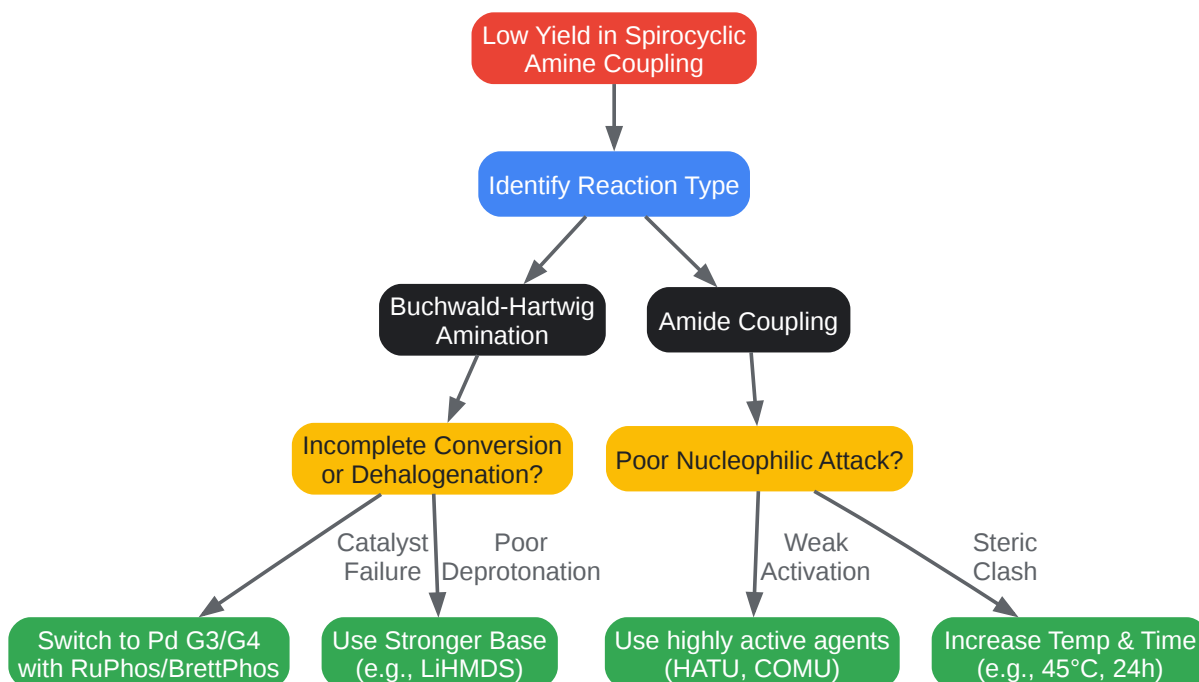 Low Yield in Spirocyclic
Amine Coupling
Identify Reaction Type
Buchwald-Hartwig
Amination
Amide Coupling
Incomplete Conversion
or Dehalogenation?
Poor Nucleophilic Attack?
Catalyst
Failure
Poor
Deprotonation
Weak
Activation
Steric
Clash
Switch to Pd G3/G4
with RuPhos/BrettPhos
Use Stronger Base
(e.g., LiHMDS)
Use highly active agents
(HATU, COMU)
Increase Temp & Time
(e.g., 45°C, 24h)